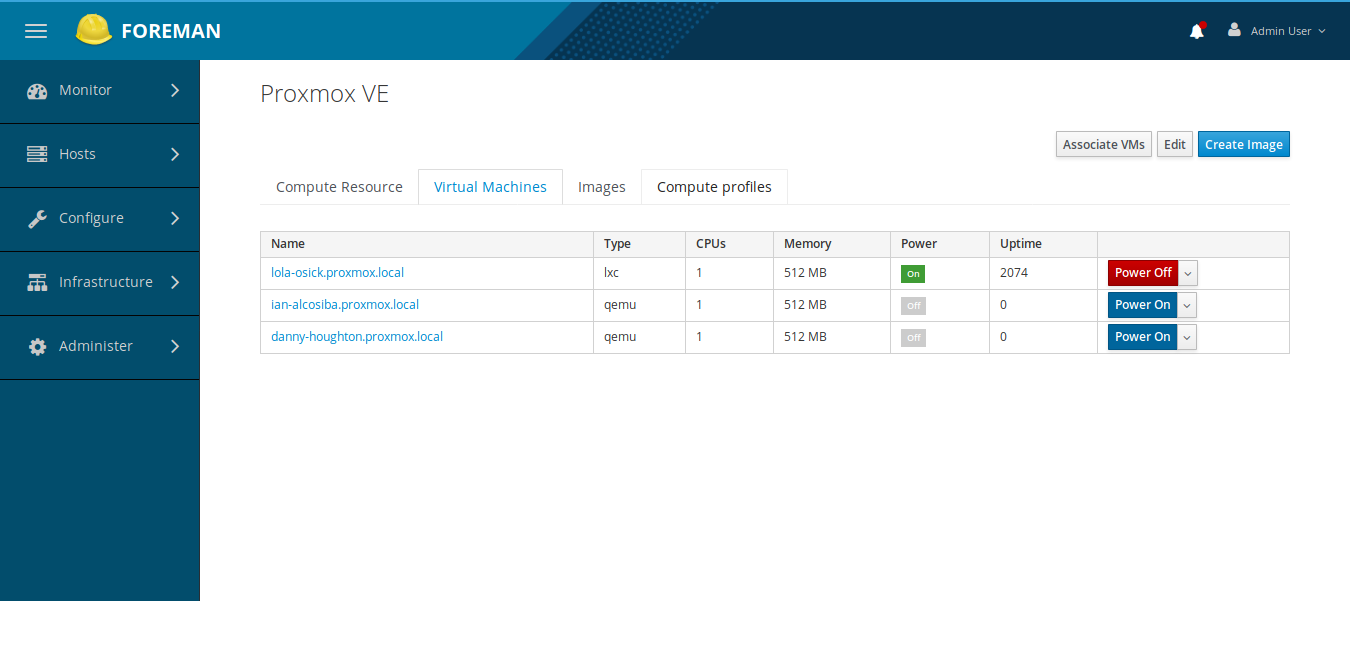 FOREMAN
Admin User
Monitor
Hosts
Configure
Infrastructure
Administer
Proxmox VE
Associate VMs Edit Create Image
Compute Resource Virtual Machines Images Compute profiles
Name Type CPUs Memory Power Uptime
lola-osick.proxmox.local lxc 1 512 MB On 2074 Power Off
ian-alcosiba.proxmox.local qemu 1 512 MB Off 0 Power On
danny-houghton.proxmox.local qemu 1 512 MB Off 0 Power On